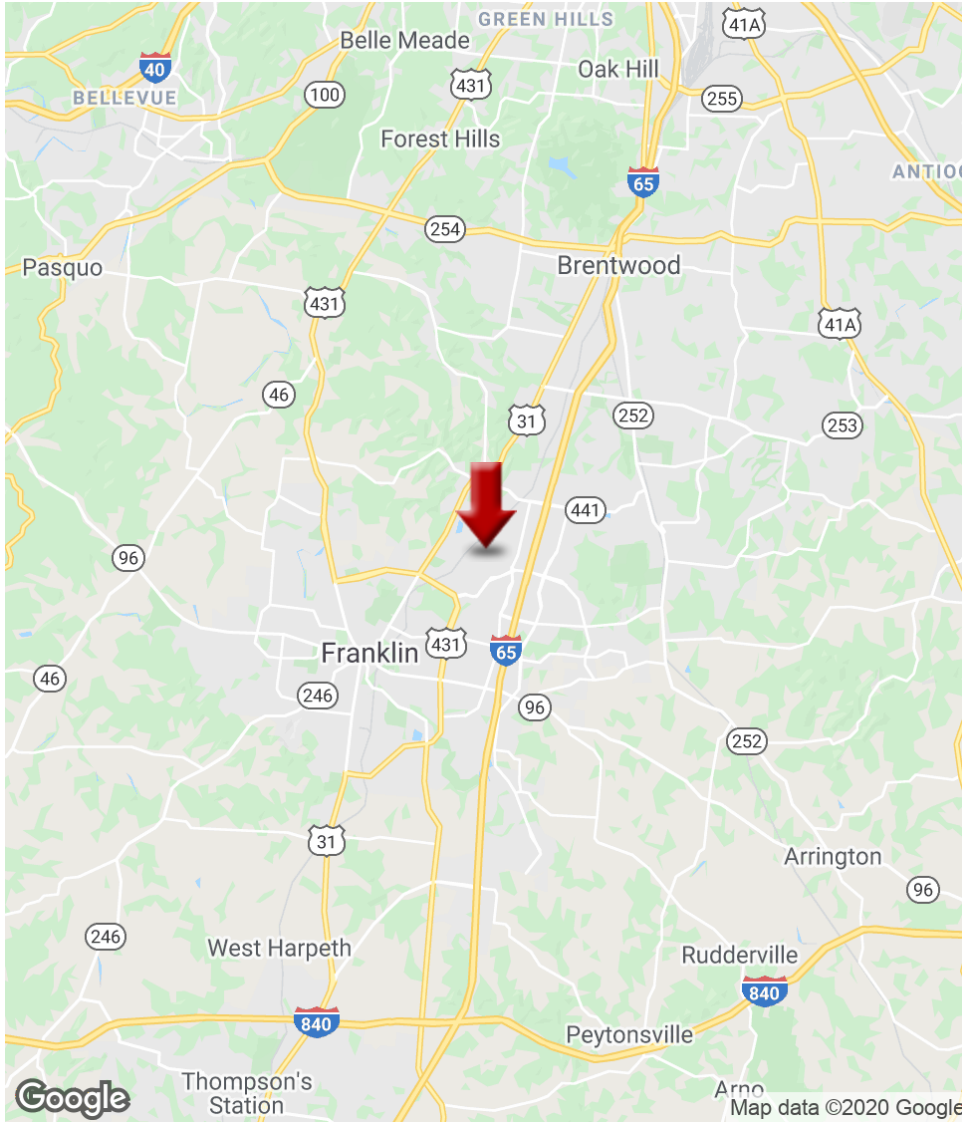 GREEN HILLS
41A
Belle Meade
40
Oak Hill
431
BELLEVUE
100
255
Forest Hills
ANTIOC
65
254
Pasquo
Brentwood
431
41A
46
31
252
253
441
96
Franklin
431
65
46
246
96
252
31
Arrington
96
246
West Harpeth
Rudderville
840
840
Peytonsville
Thompson's
Station
Arno
Google
Map data ©2020 Google